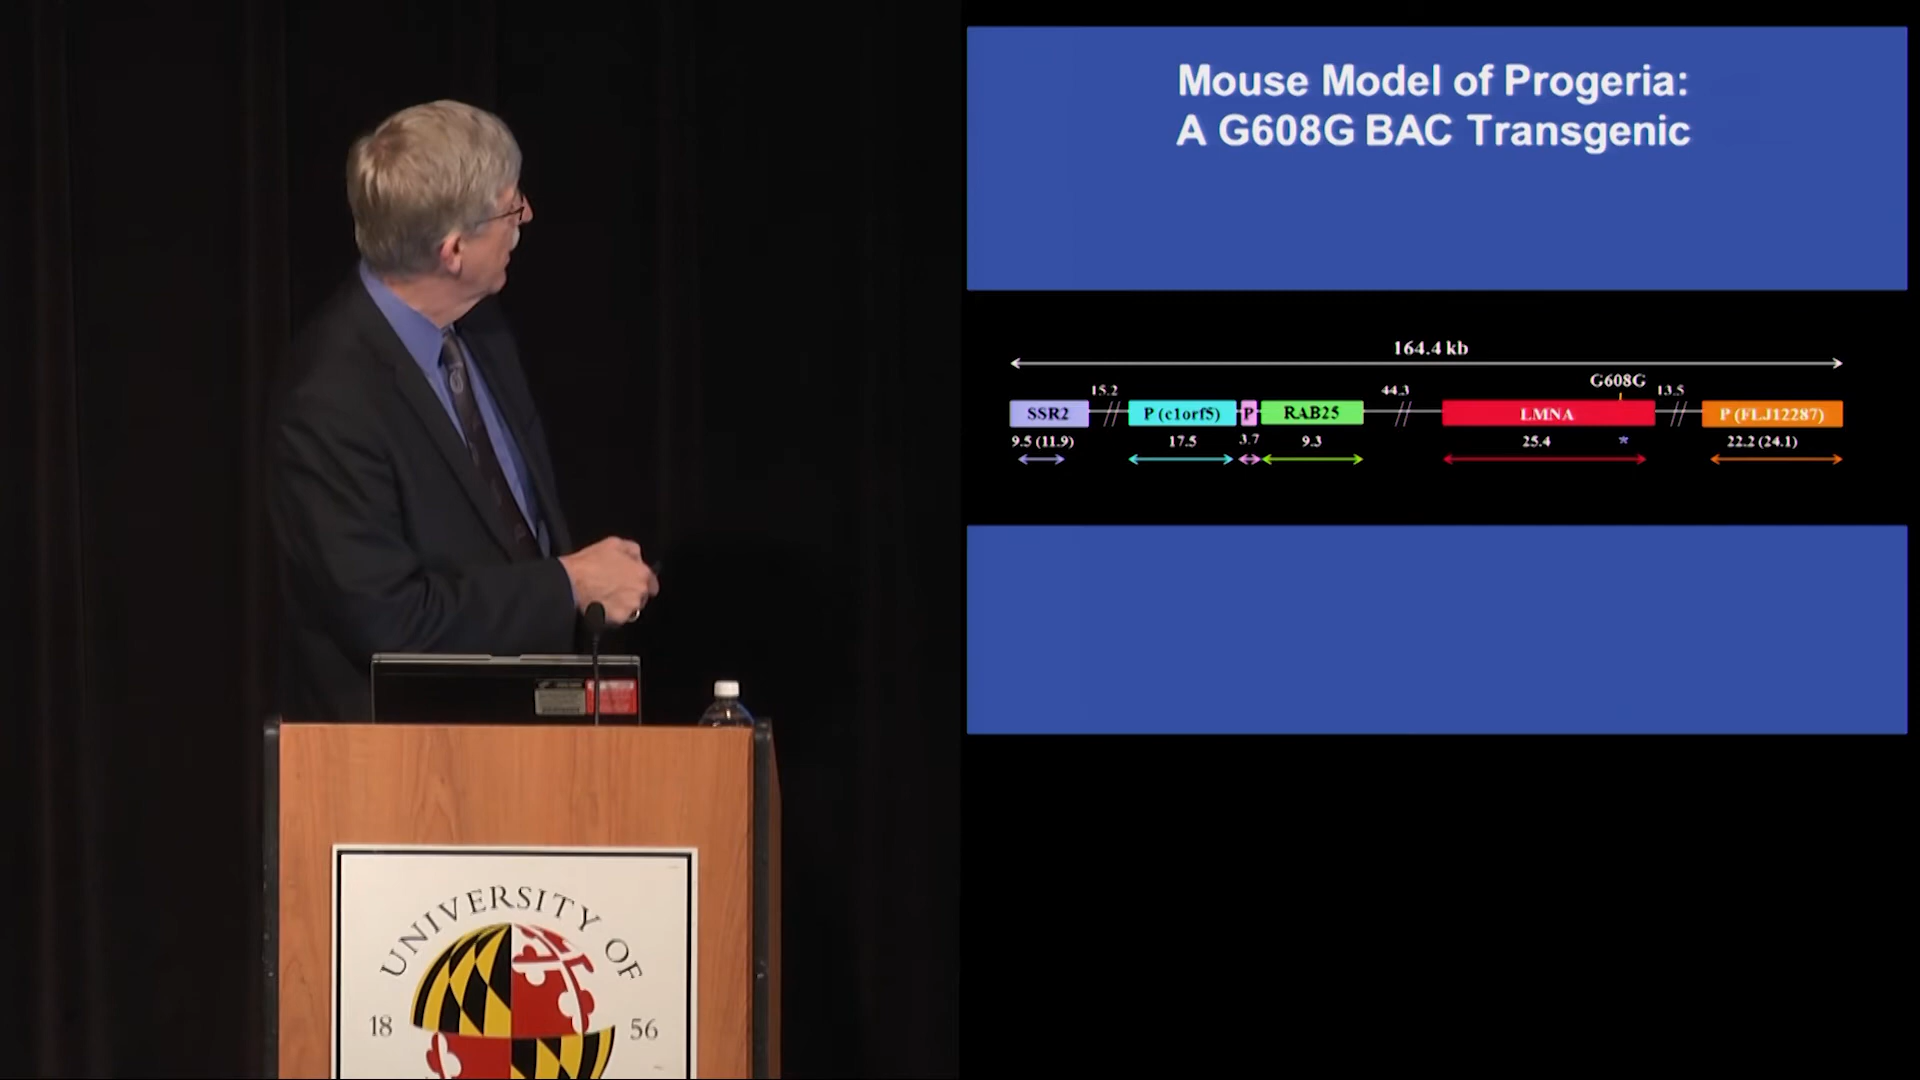 Mouse Model of Progeria:
A G608G BAC Transgenic
164.4 kb
G608G
15.2
44.3
13.5
SSR2
P (c1orf5)
P
RAB25
LMNA
P (FLJ12287)
9.5 (11.9)
17.5
3.7
9.3
25.4
*
22.2 (24.1)
UNIVERSITY OF
18
56